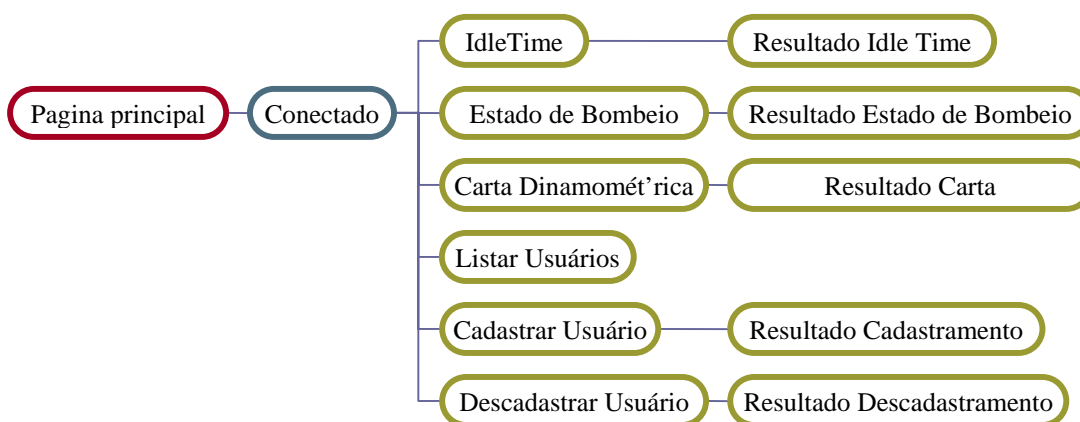 IdleTime
Resultado Idle Time
Pagina principal
Conectado
Estado de Bombeio
Resultado Estado de Bombeio
Carta Dinamomét’rica
Resultado Carta
Listar Usuários
Cadastrar Usuário
Resultado Cadastramento
Descadastrar Usuário
Resultado Descadastramento